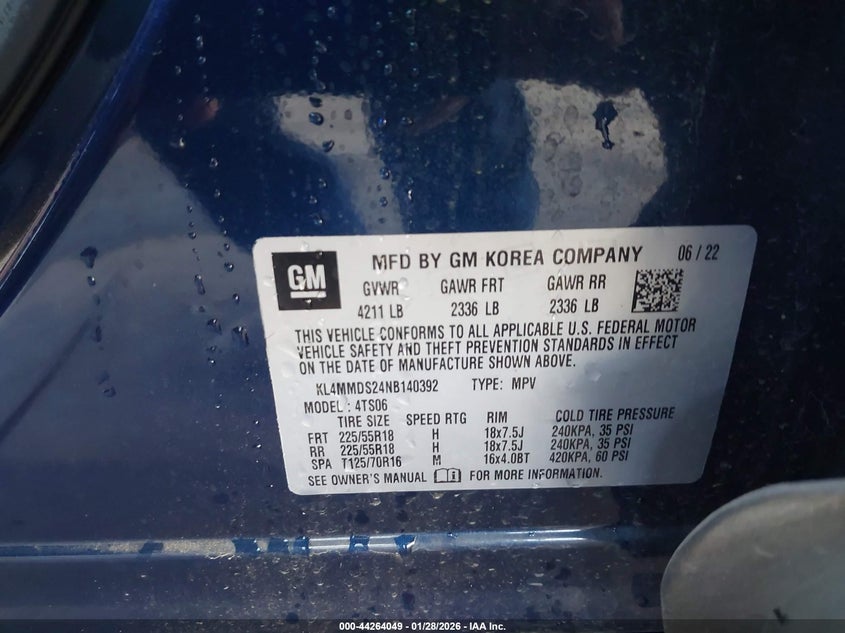 GM MFD BY GM KOREA COMPANY 06 / 22
GVWR GAWR FRT GAWR RR
4211 LB 2336 LB 2336 LB
THIS VEHICLE CONFORMS TO ALL APPLICABLE U.S. FEDERAL MOTOR
VEHICLE SAFETY AND THEFT PREVENTION STANDARDS IN EFFECT
ON THE DATE OF MANUFACTURE SHOWN ABOVE.
KL4MMDS24NB140392 TYPE: MPV
MODEL : 4TS06
TIRE SIZE SPEED RTG RIM COLD TIRE PRESSURE
FRT 225/55R18 H 18x7.5J 240KPA, 35 PSI
RR 225/55R18 H 18x7.5J 240KPA, 35 PSI
SPA T125/70R16 M 16x4.0BT 420KPA, 60 PSI
SEE OWNER'S MANUAL FOR MORE INFORMATION.
000-44264049 - 01/28/2026 - IAA Inc.